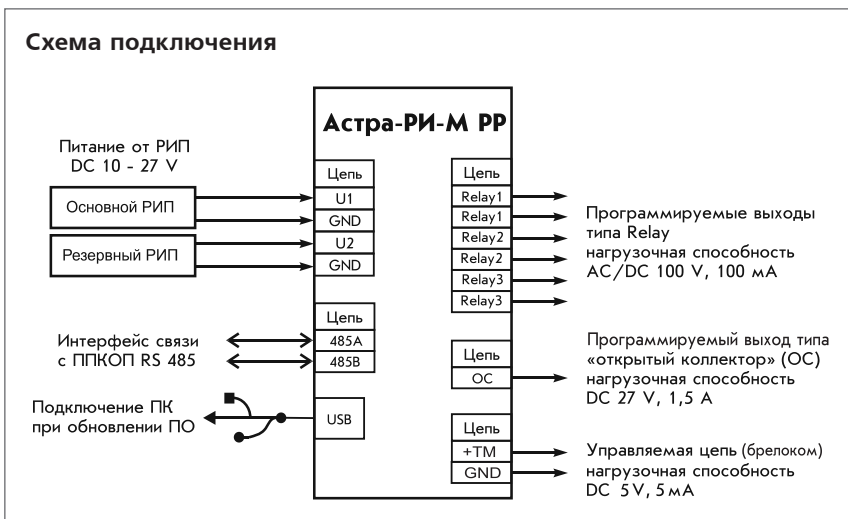 Схема подключения
Астра-РИ-М РР
Питание от РИП
DC 10 - 27 V
Основной РИП
Резервный РИП
Цепь
U1
GND
U2
GND
Интерфейс связи
с ППКОП RS 485
Цепь
485A
485B
Подключение ПК
при обновлении ПО
USB
Цепь
Relay1
Relay1
Relay2
Relay2
Relay3
Relay3
Программируемые выходы
типа Relay
нагрузочная способность
AC/DC 100 V, 100 мА
Цепь
ОС
Программируемый выход типа
«открытый коллектор» (ОС)
нагрузочная способность
DC 27 V, 1,5 А
Цепь
+ТМ
GND
Управляемая цепь (брелоком)
нагрузочная способность
DC 5 V, 5 мА